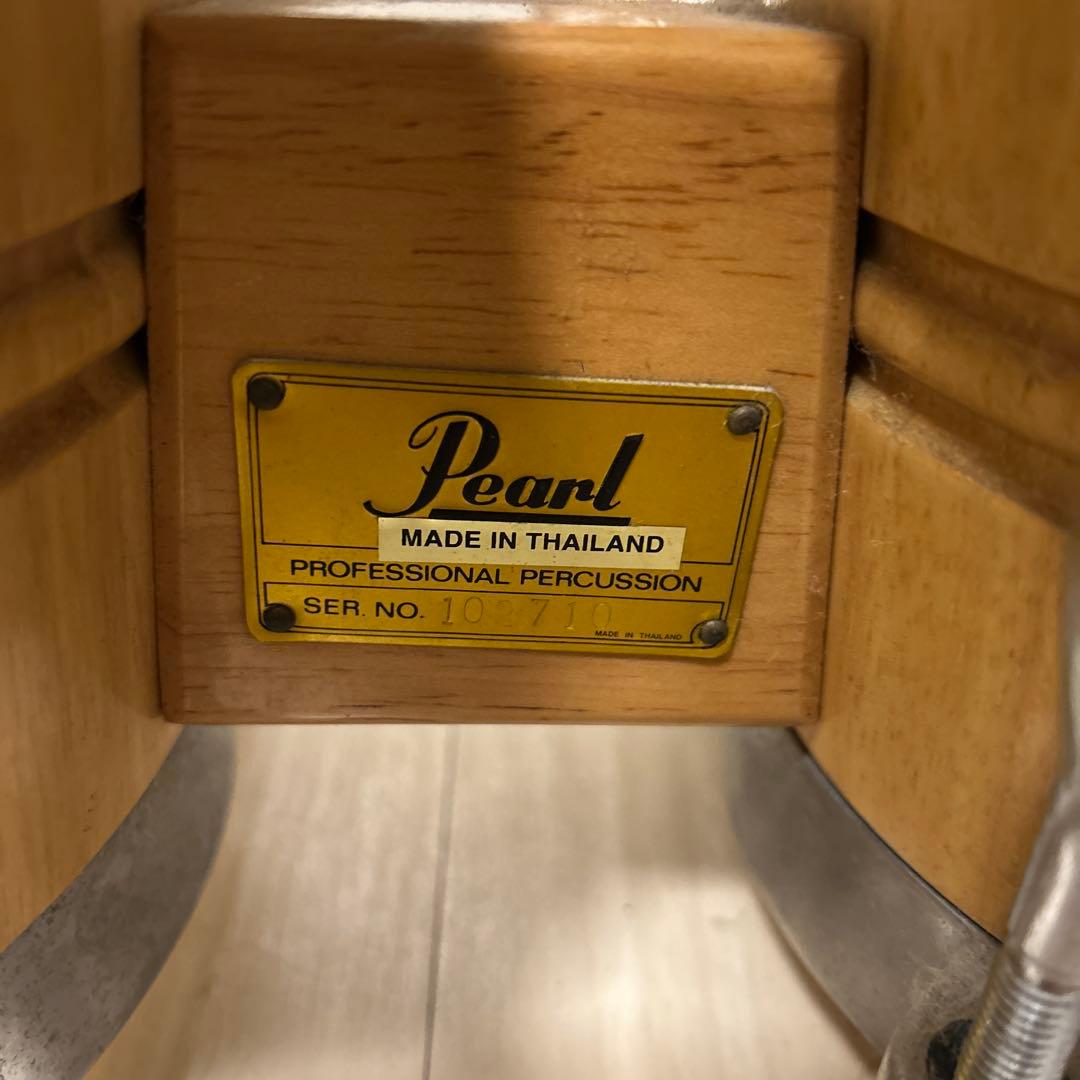 Pearl
MADE IN THAILAND
PROFESSIONAL PERCUSSION
SER. NO. 102710
MADE IN THAILAND